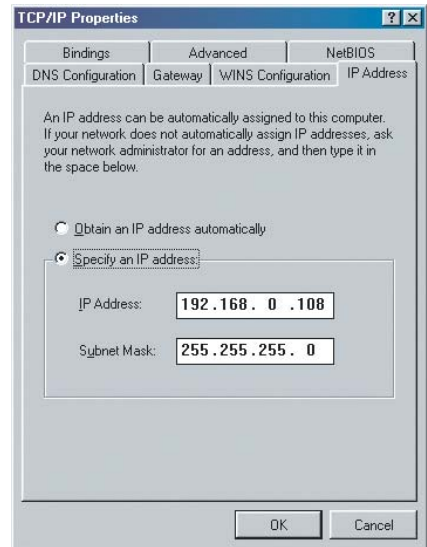 TCP/IP Properties
? X
Bindings Advanced NetBIOS
DNS Configuration Gateway WINS Configuration IP Address
An IP address can be automatically assigned to this computer.
If your network does not automatically assign IP addresses, ask
your network administrator for an address, and then type it in
the space below.
Obtain an IP address automatically
Specify an IP address:
IP Address: 192.168. 0 .108
Subnet Mask: 255.255.255. 0
OK Cancel